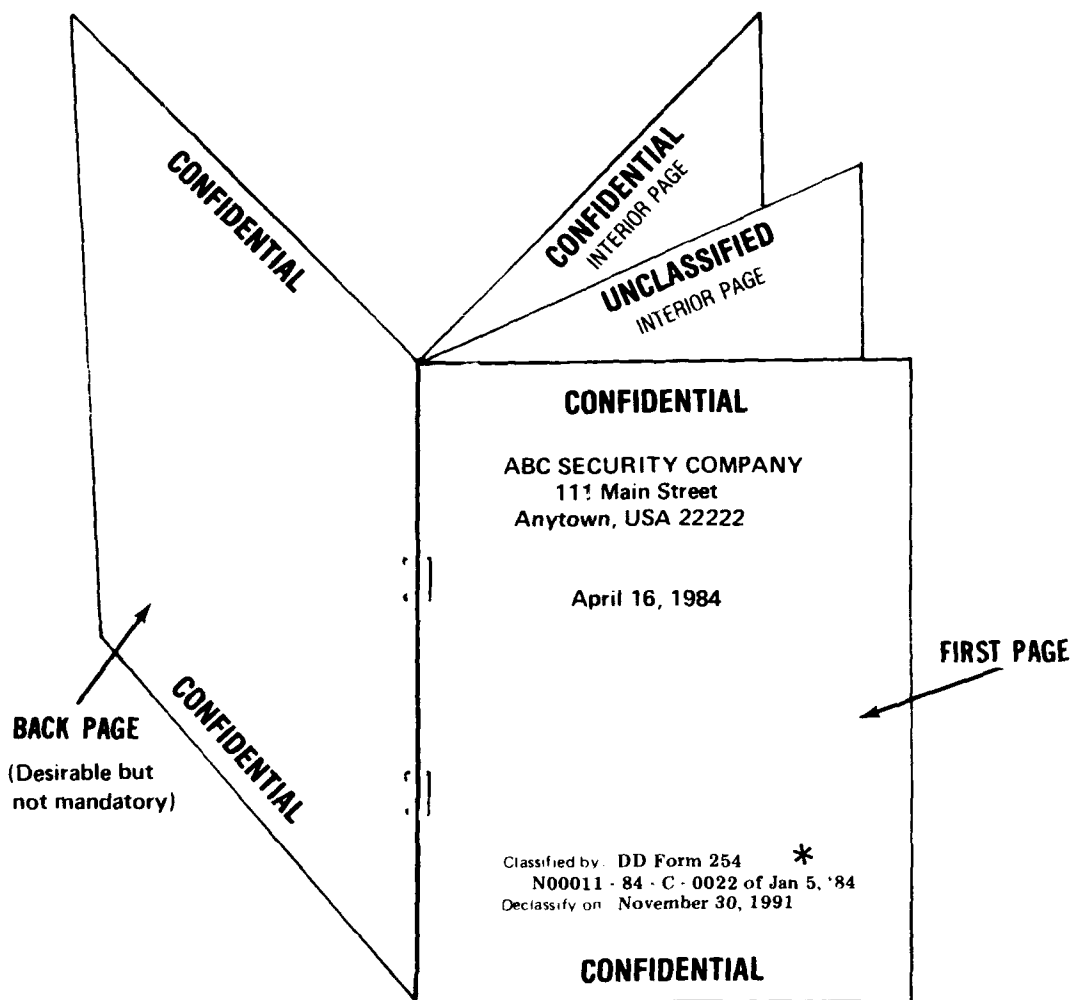 CONFIDENTIAL
CONFIDENTIAL
INTERIOR PAGE
UNCLASSIFIED
INTERIOR PAGE
CONFIDENTIAL
ABC SECURITY COMPANY
111 Main Street
Anytown, USA 22222
April 16, 1984
FIRST PAGE
CONFIDENTIAL
BACK PAGE
(Desirable but
not mandatory)
Classified by DD Form 254 *
N00011 - 84 - C - 0022 of Jan 5, '84
Declassify on November 30, 1991
CONFIDENTIAL